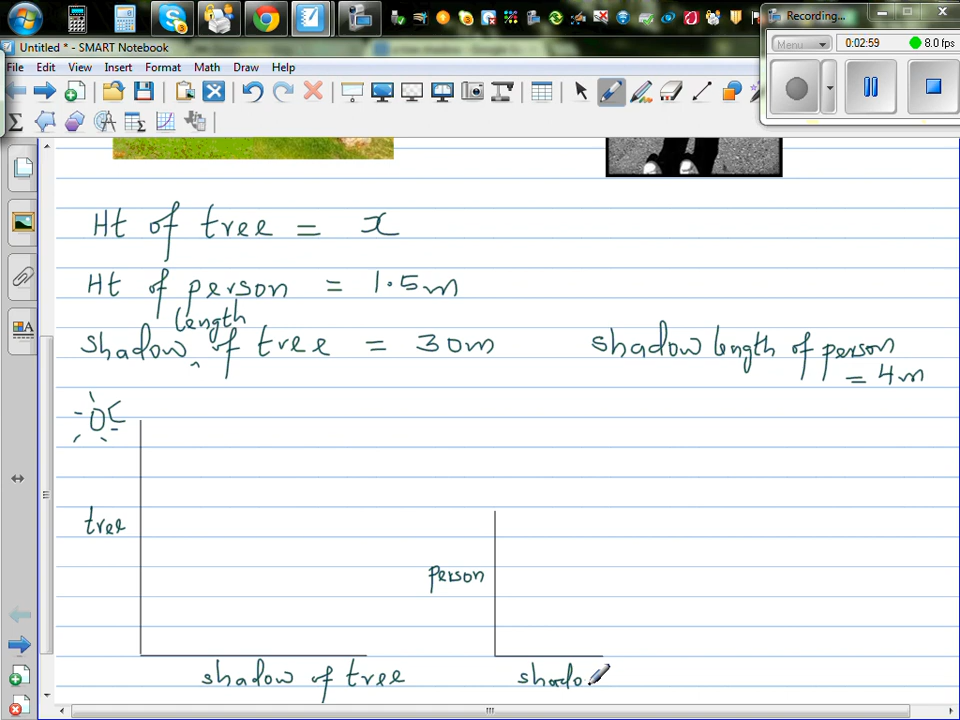 Recording...
Untitled * - SMART Notebook
Menu
0:02:59
8.0 fps
File Edit View Insert Format Math Draw Help
Ht of tree = x
Ht of person = 1.5m
length
shadow ‸ of tree = 30m
shadow length of person
= 4m
tree
person
shadow of tree
shado